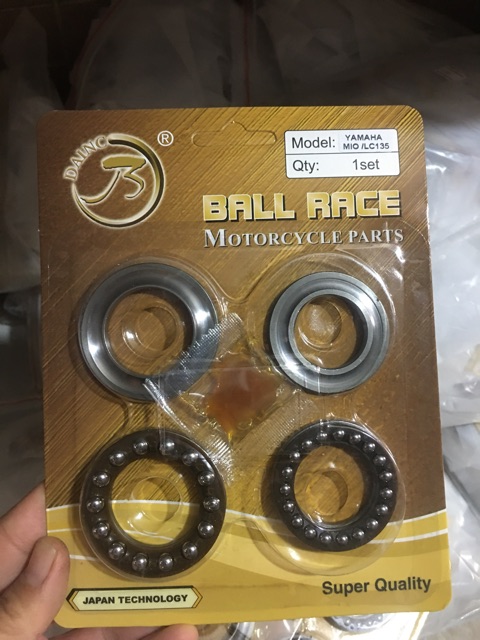 DAINC
®
Model: YAMAHA MIO /LC135
Qty: 1set
BALL RACE
MOTORCYCLE PARTS
JAPAN TECHNOLOGY
Super Quality